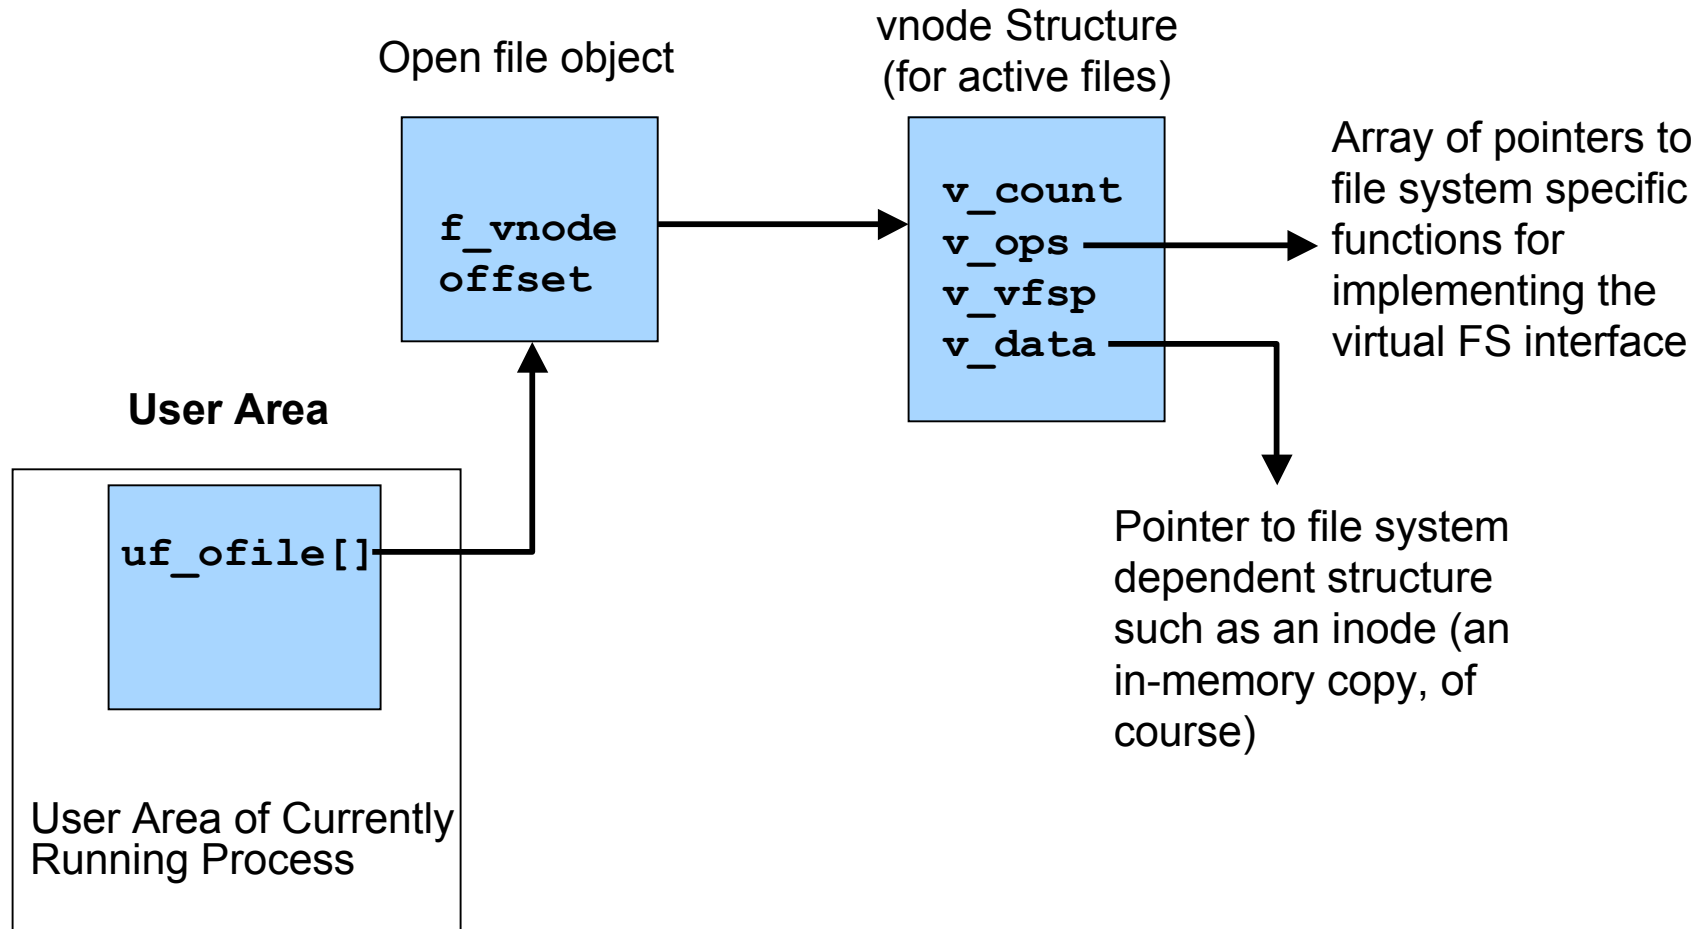 Open file object
f_vnode
offset
vnode Structure
(for active files)
v_count
v_ops
v_vfsp
v_data
Array of pointers to
file system specific
functions for
implementing the
virtual FS interface
Pointer to file system
dependent structure
such as an inode (an
in-memory copy, of
course)
User Area
uf_ofile[]
User Area of Currently
Running Process